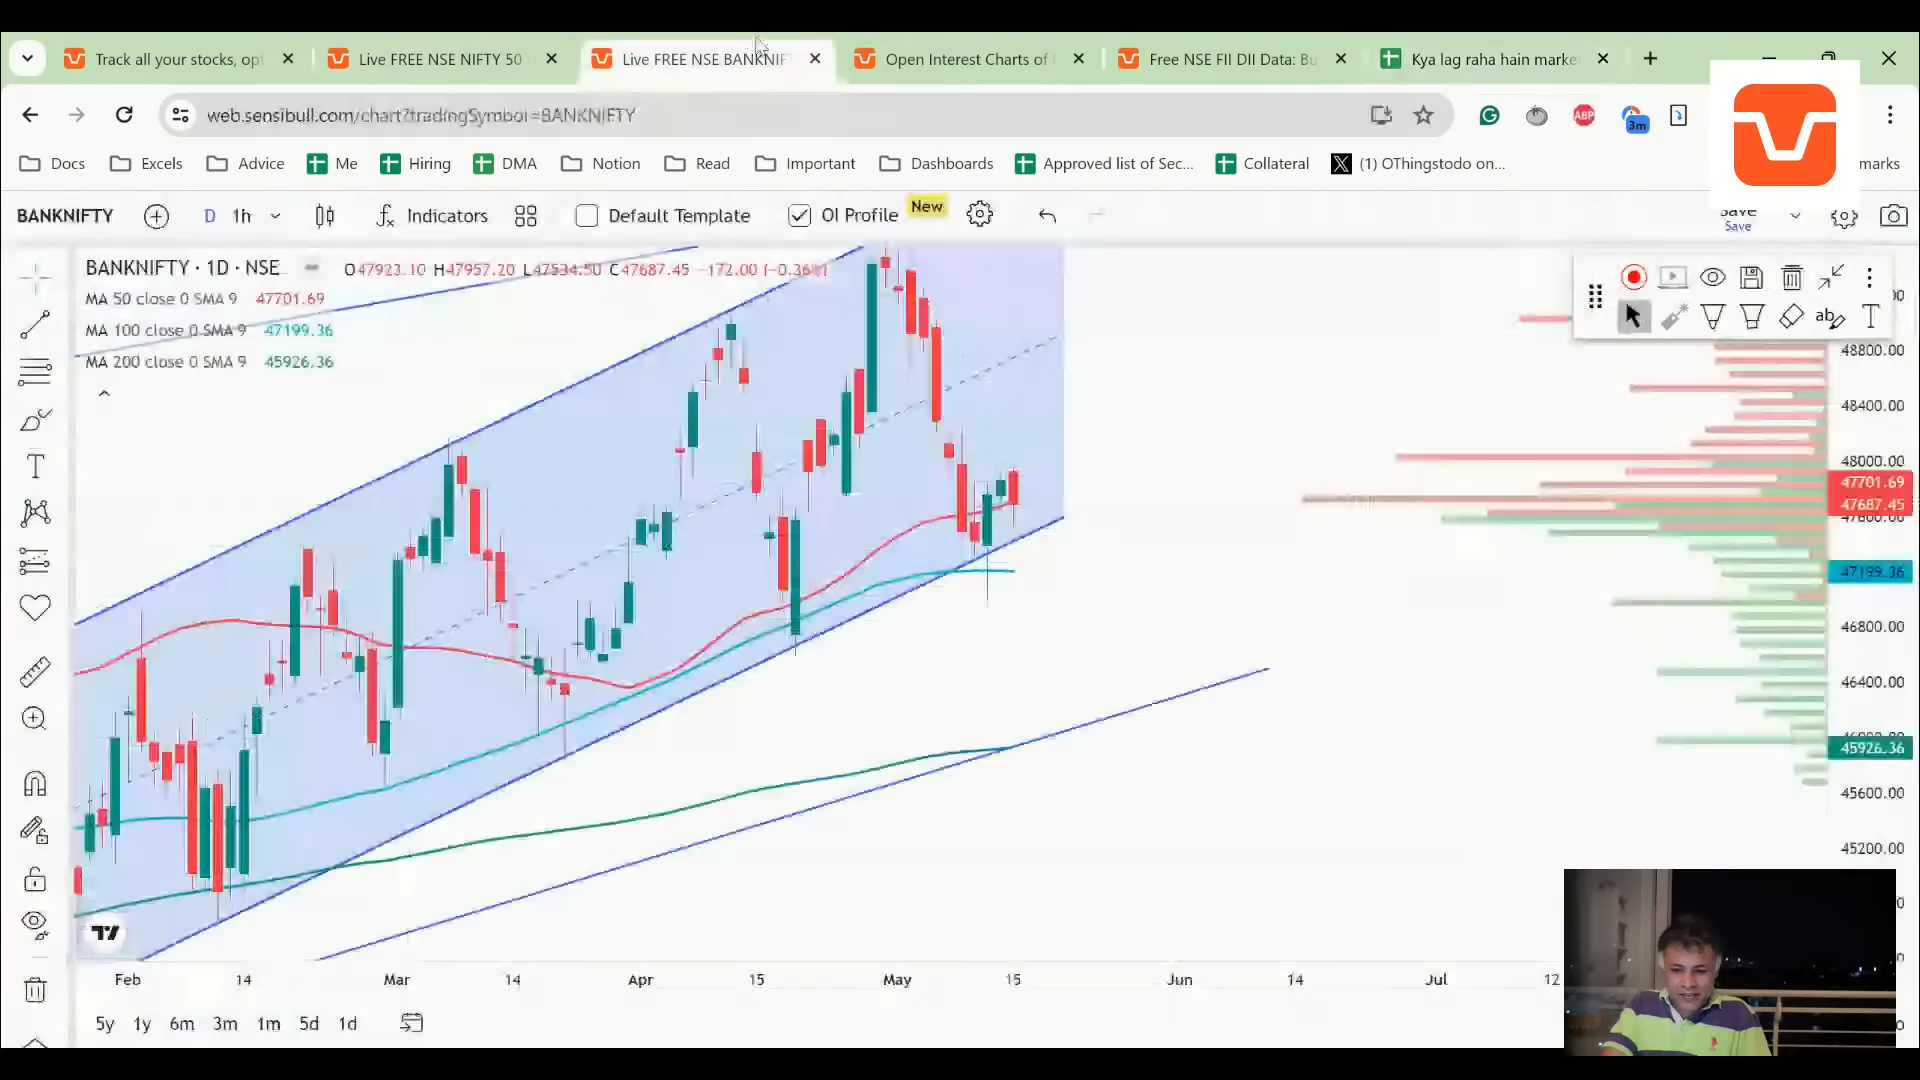 Track all your stocks, opt
Live FREE NSE NIFTY 50
Live FREE NSE BANKNIF
Open Interest Charts of
Free NSE FII DII Data: Bu
Kya lag raha hain marke
web.sensibull.com/chart?tradingSymbol=BANKNIFTY
ABP
3m
Docs
Excels
Advice
Me
Hiring
DMA
Notion
Read
Important
Dashboards
Approved list of Sec...
Collateral
(1) OThingstodo on...
marks
BANKNIFTY
D
1h
Indicators
Default Template
OI Profile
New
Save
Save
BANKNIFTY · 1D · NSE
O47923.10 H47957.20 L47534.50 C47687.45 −172.00 (−0.36%)
MA 50 close 0 SMA 9 47701.69
MA 100 close 0 SMA 9 47199.36
MA 200 close 0 SMA 9 45926.36
48800.00
48400.00
48000.00
47701.69
47687.45
47600.00
47199.36
46800.00
46400.00
45926.36
45600.00
45200.00
Feb
14
Mar
14
Apr
15
May
15
Jun
14
Jul
12
5y
1y
6m
3m
1m
5d
1d